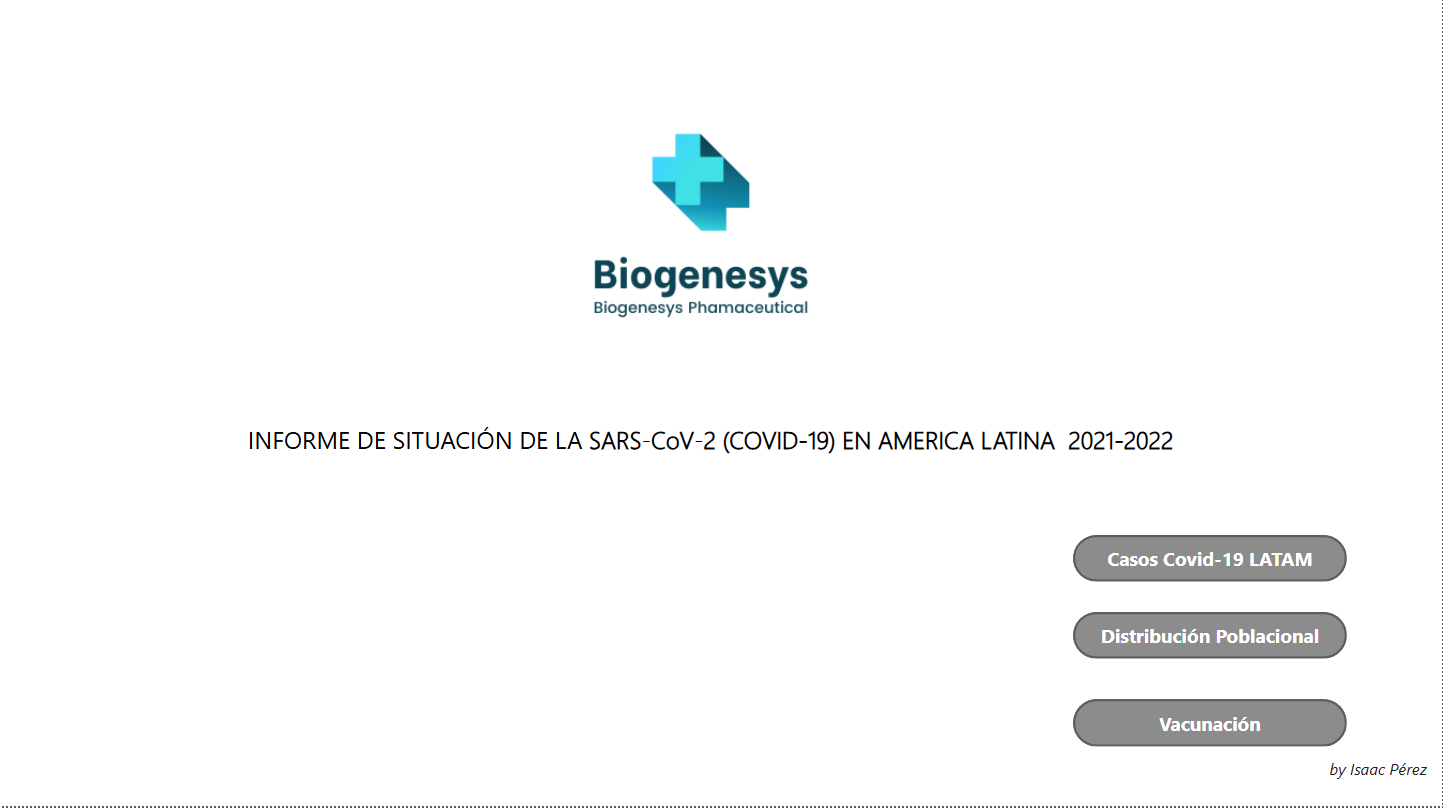 Biogenesys
Biogenesys Phamaceutical
INFORME DE SITUACIÓN DE LA SARS-CoV-2 (COVID-19) EN AMERICA LATINA  2021-2022
Casos Covid-19 LATAM
Distribución Poblacional
Vacunación
by Isaac Pérez